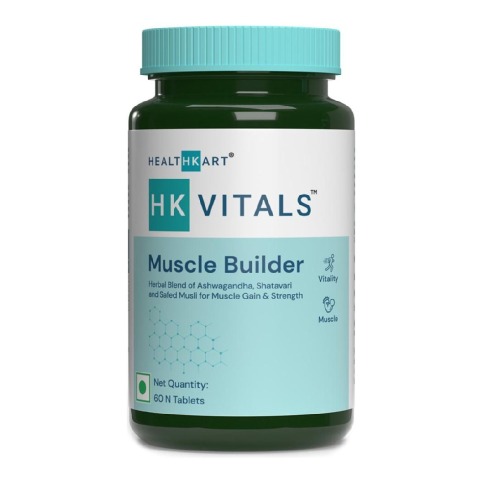 HEALTHKART®
HK VITALS™
Muscle Builder
Herbal Blend of Ashwagandha, Shatavari
and Safed Musli for Muscle Gain & Strength
Vitality
Muscle
Net Quantity:
60 N Tablets